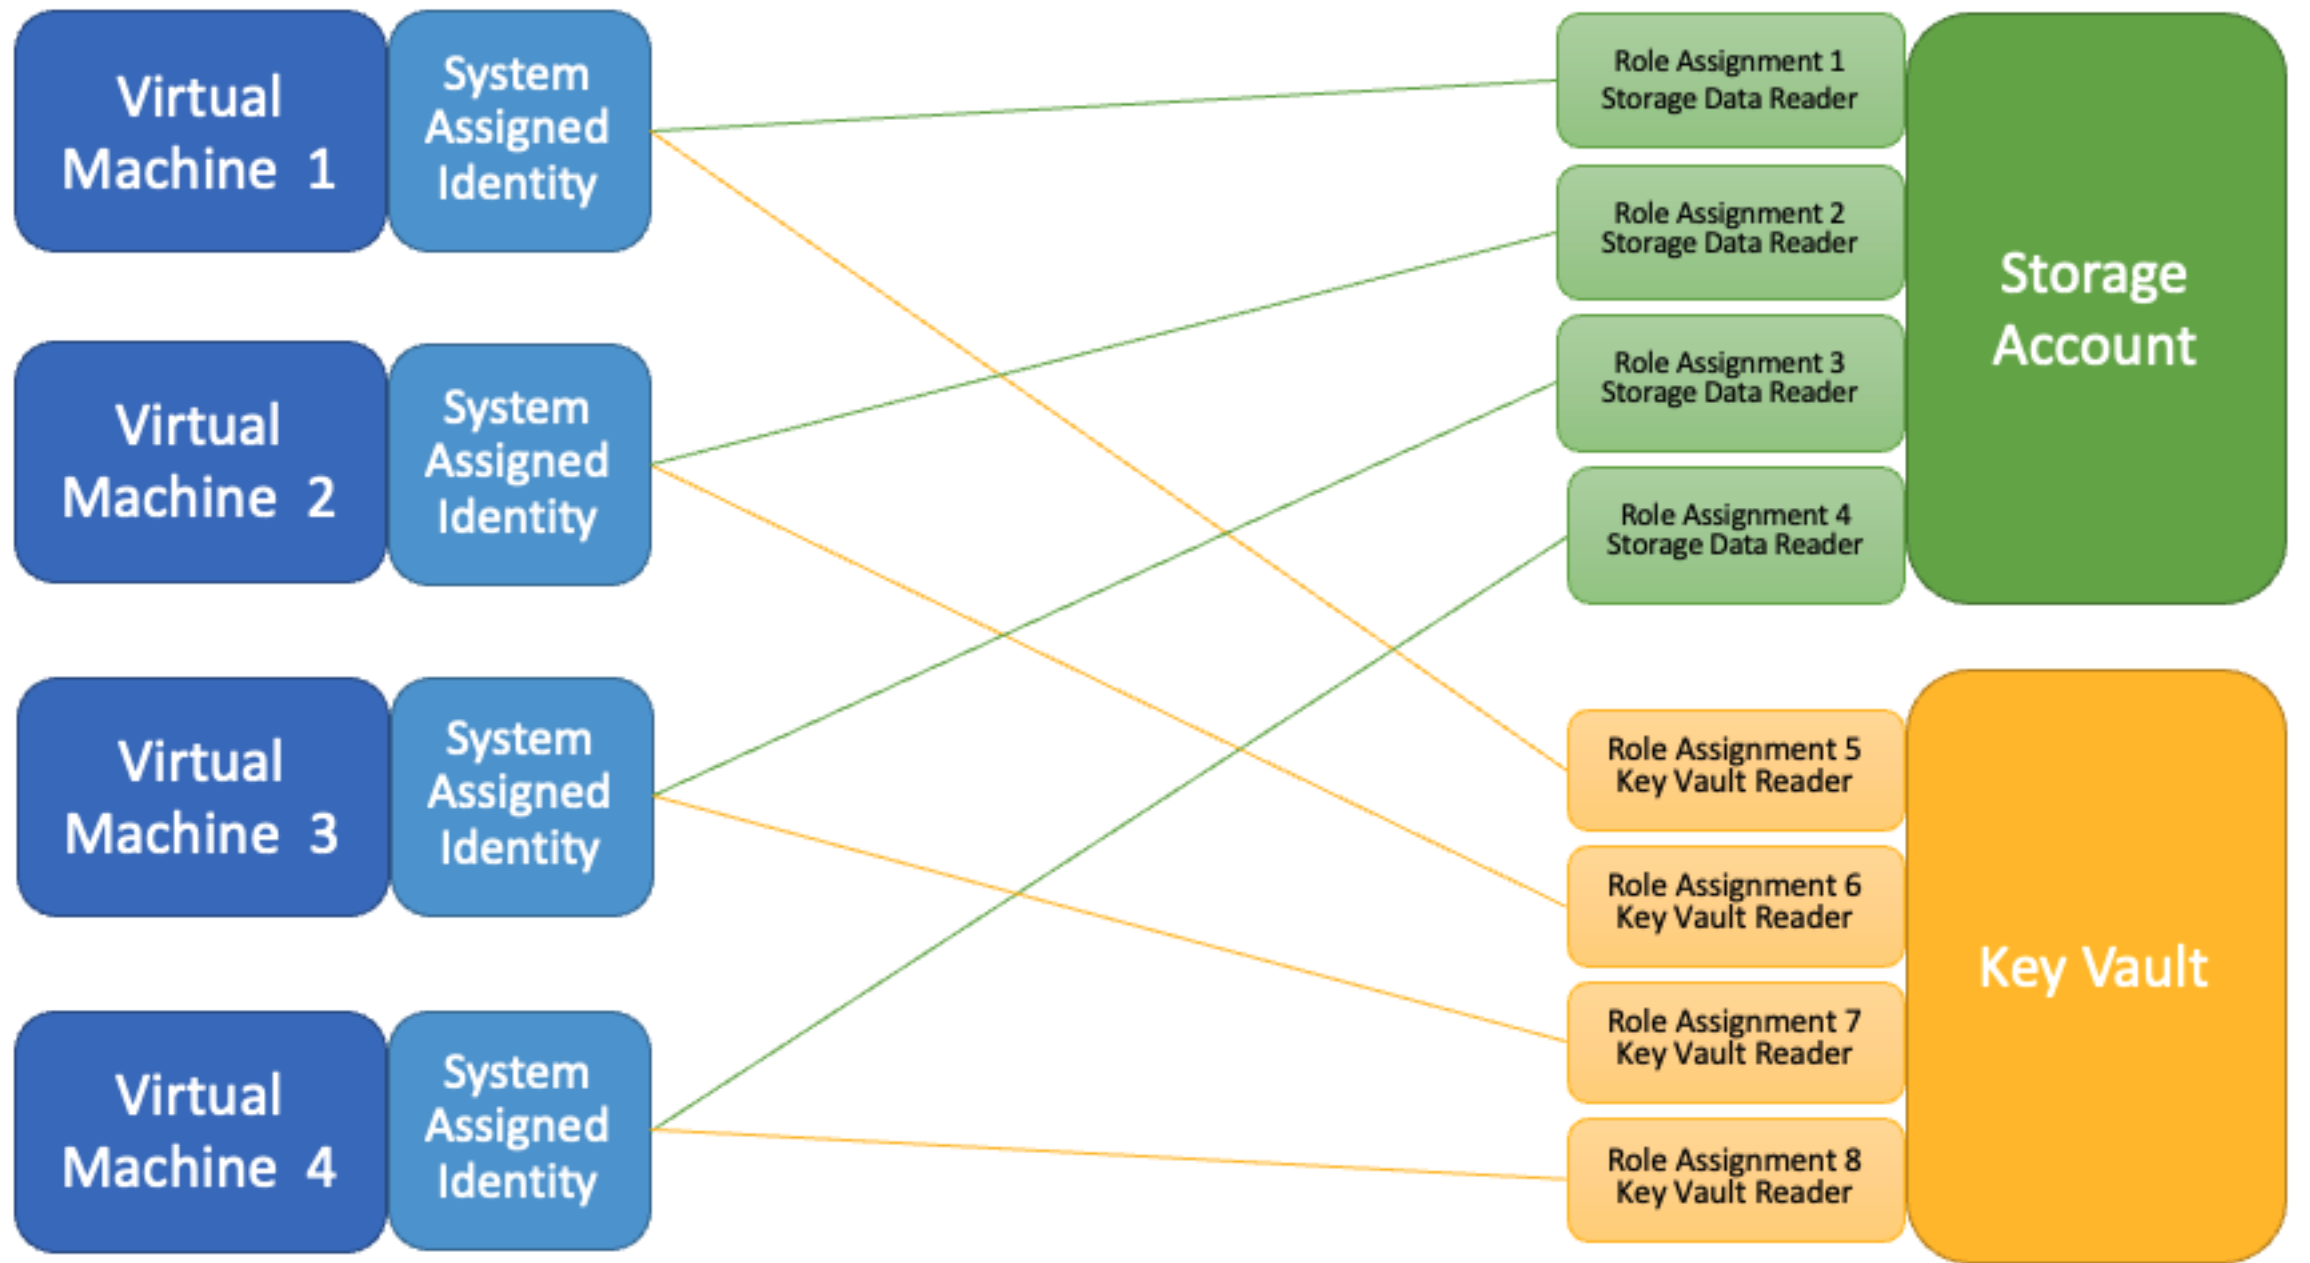 Virtual
Machine 1
System
Assigned
Identity
Virtual
Machine 2
System
Assigned
Identity
Virtual
Machine 3
System
Assigned
Identity
Virtual
Machine 4
System
Assigned
Identity
Role Assignment 1
Storage Data Reader
Role Assignment 2
Storage Data Reader
Role Assignment 3
Storage Data Reader
Role Assignment 4
Storage Data Reader
Storage
Account
Role Assignment 5
Key Vault Reader
Role Assignment 6
Key Vault Reader
Role Assignment 7
Key Vault Reader
Role Assignment 8
Key Vault Reader
Key Vault